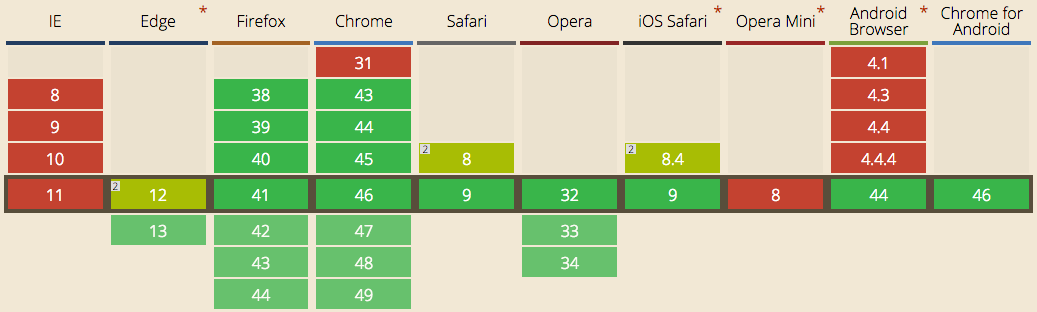 IE Edge * Firefox Chrome Safari Opera iOS Safari * Opera Mini * Android Browser * Chrome for Android
31 4.1
8 38 43 4.3
9 39 44 4.4
10 40 45 2 8 2 8.4 4.4.4
11 2 12 41 46 9 32 9 8 44 46
13 42 47 33
43 48 34
44 49